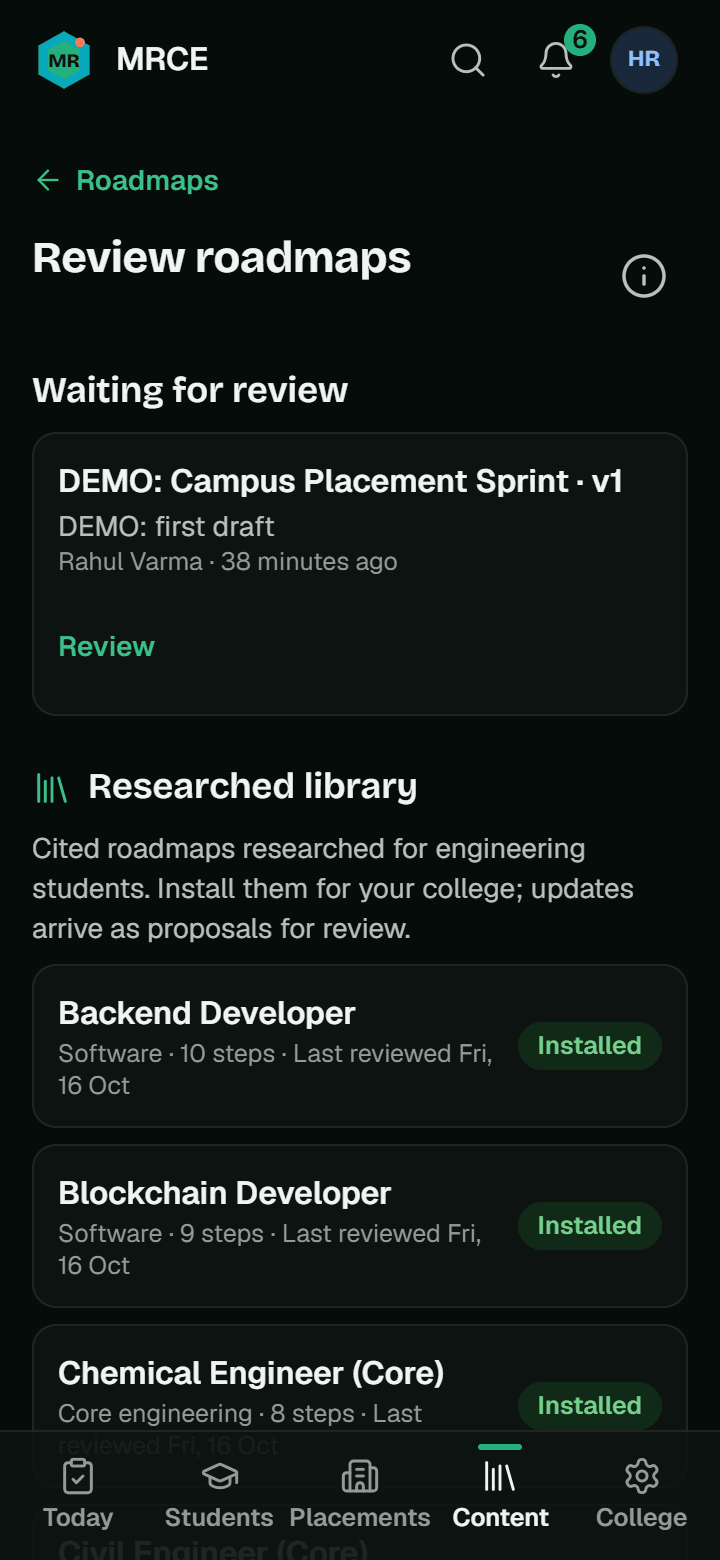 MR MRCE 6 HR
Roadmaps
Review roadmaps
Waiting for review
DEMO: Campus Placement Sprint · v1
DEMO: first draft
Rahul Varma · 38 minutes ago
Review
Researched library
Cited roadmaps researched for engineering
students. Install them for your college; updates
arrive as proposals for review.
Backend Developer
Software · 10 steps · Last reviewed Fri,
16 Oct
Installed
Blockchain Developer
Software · 9 steps · Last reviewed Fri,
16 Oct
Installed
Chemical Engineer (Core)
Core engineering · 8 steps · Last
reviewed Fri, 16 Oct
Installed
Today Students Placements Content College
Civil Engineer (Core)